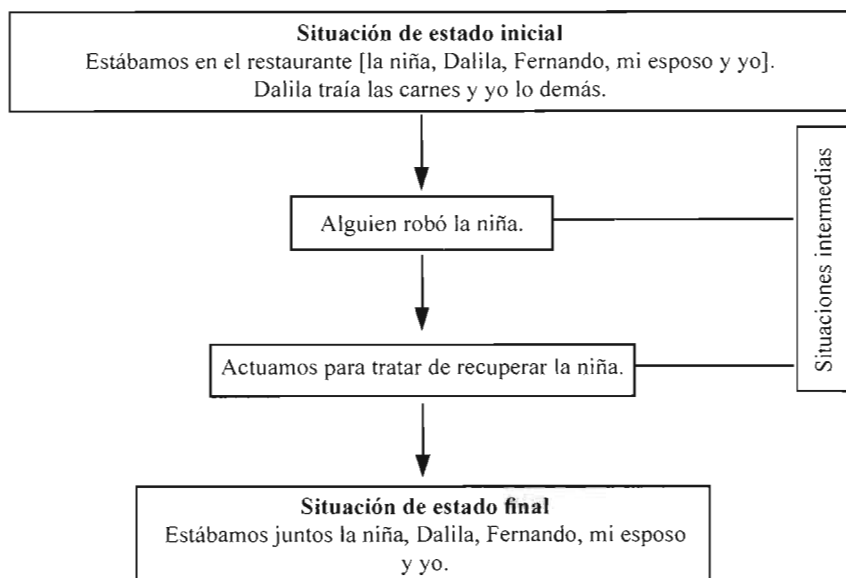 Situación de estado inicial
Estábamos en el restaurante [la niña, Dalila, Fernando, mi esposo y yo].
Dalila traía las carnes y yo lo demás.
Alguien robó la niña.
Situaciones intermedias
Actuamos para tratar de recuperar la niña.
Situación de estado final
Estábamos juntos la niña, Dalila, Fernando, mi esposo
y yo.